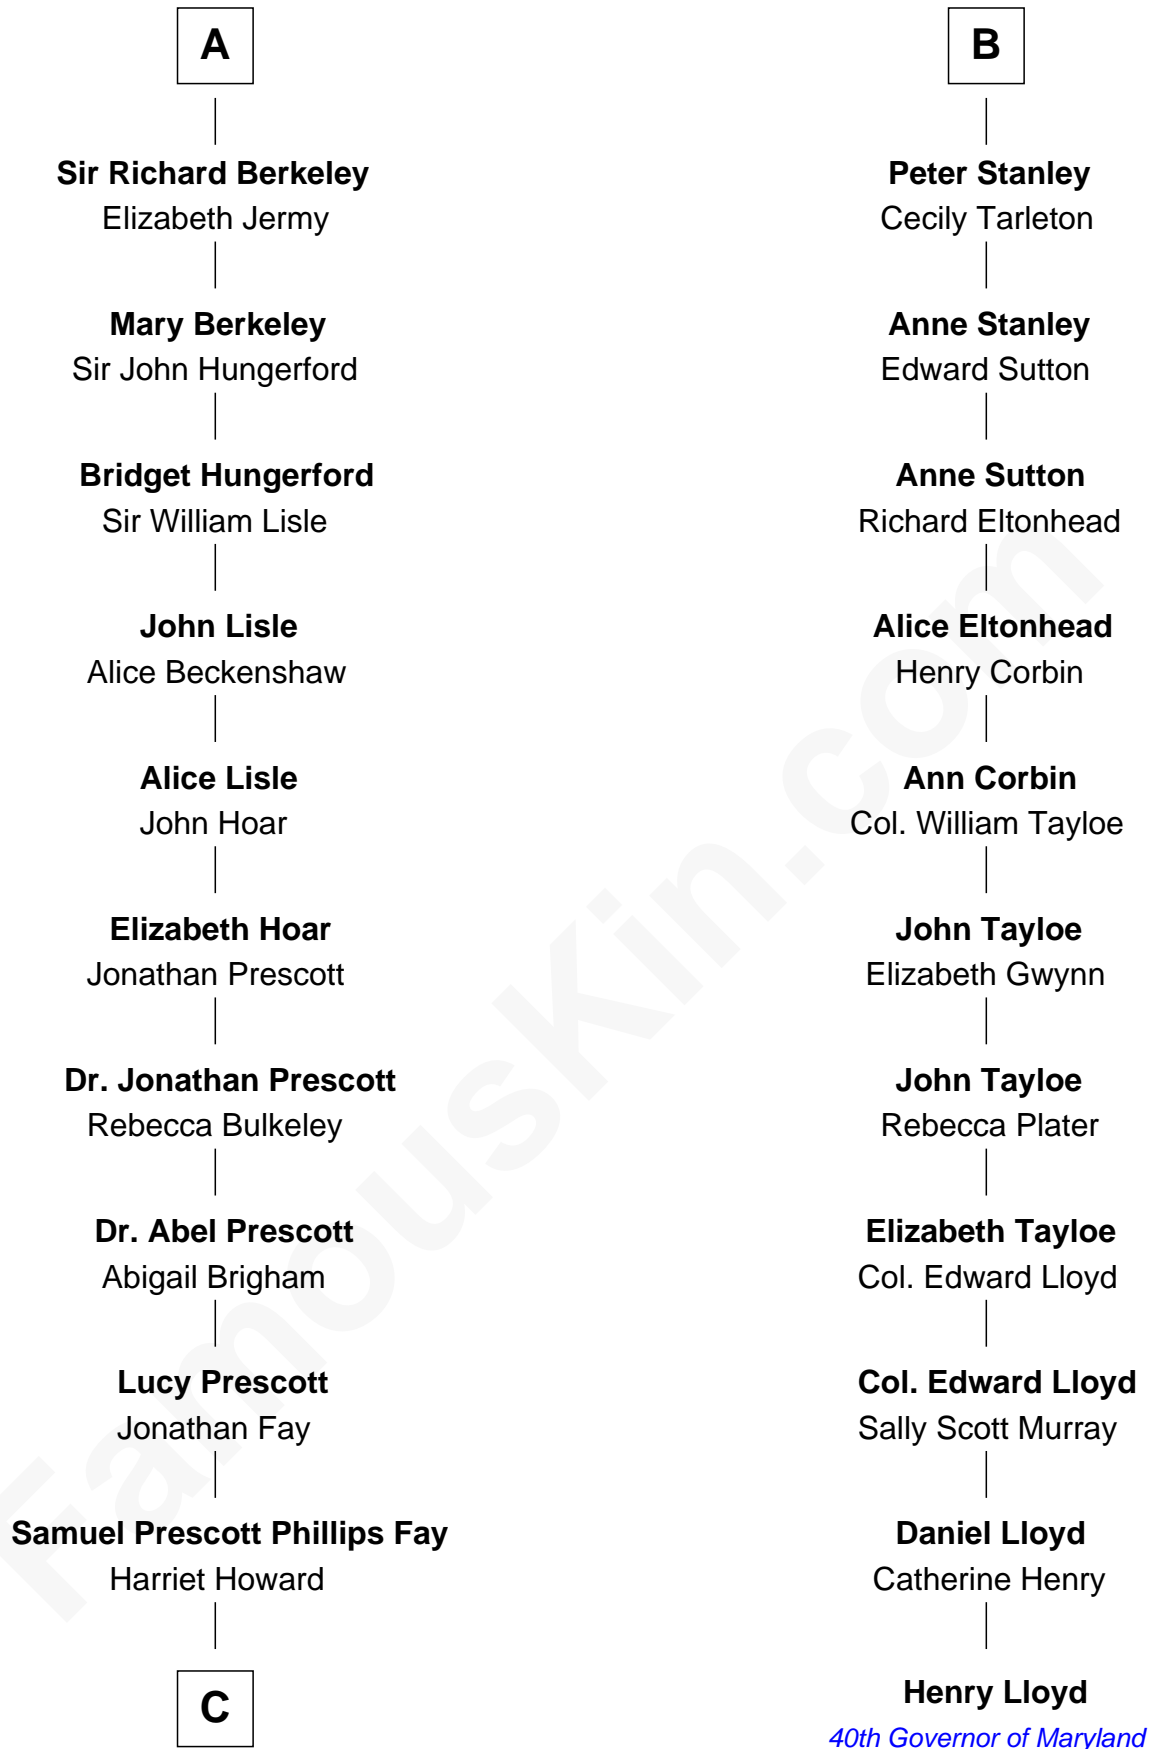 A
Sir Richard Berkeley
Elizabeth Jermy
Mary Berkeley
Sir John Hungerford
Bridget Hungerford
Sir William Lisle
John Lisle
Alice Beckenshaw
Alice Lisle
John Hoar
Elizabeth Hoar
Jonathan Prescott
Dr. Jonathan Prescott
Rebecca Bulkeley
Dr. Abel Prescott
Abigail Brigham
Lucy Prescott
Jonathan Fay
Samuel Prescott Phillips Fay
Harriet Howard
C
B
Peter Stanley
Cecily Tarleton
Anne Stanley
Edward Sutton
Anne Sutton
Richard Eltonhead
Alice Eltonhead
Henry Corbin
Ann Corbin
Col. William Tayloe
John Tayloe
Elizabeth Gwynn
John Tayloe
Rebecca Plater
Elizabeth Tayloe
Col. Edward Lloyd
Col. Edward Lloyd
Sally Scott Murray
Daniel Lloyd
Catherine Henry
Henry Lloyd
40th Governor of Maryland
FamousKin.com